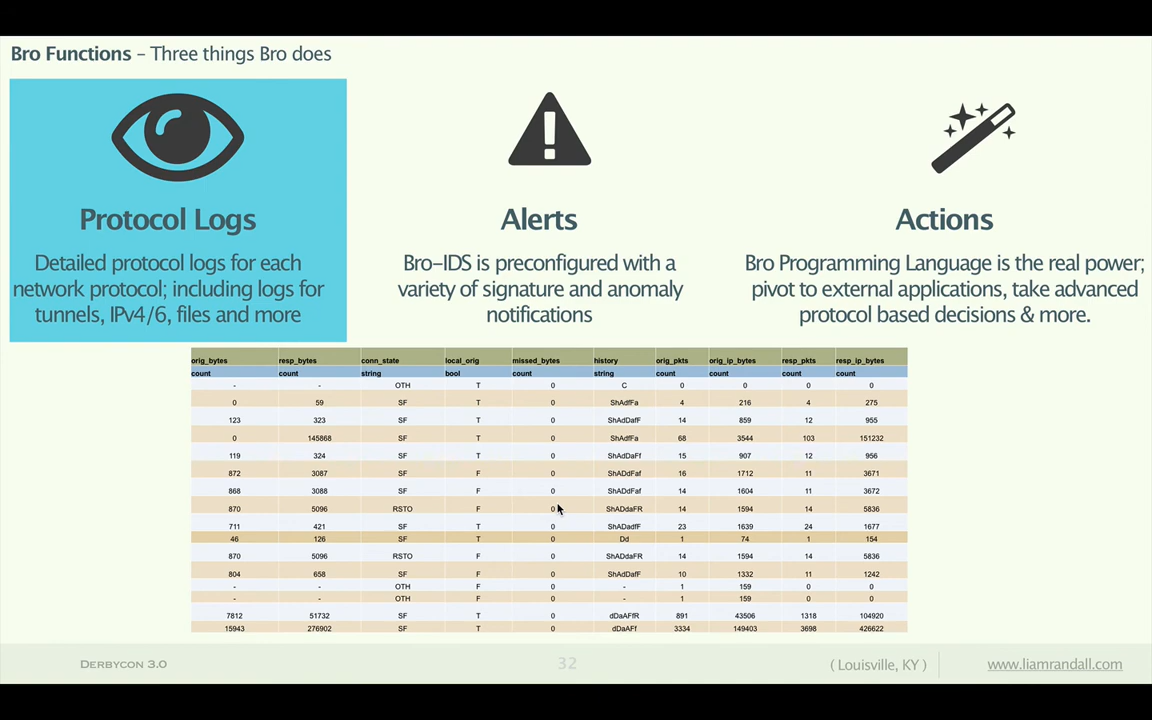 Bro Functions – Three things Bro does
Protocol Logs
Detailed protocol logs for each
network protocol; including logs for
tunnels, IPv4/6, files and more
Alerts
Bro-IDS is preconfigured with a
variety of signature and anomaly
notifications
Actions
Bro Programming Language is the real power;
pivot to external applications, take advanced
protocol based decisions & more.
orig_bytes resp_bytes conn_state local_orig missed_bytes history orig_pkts orig_ip_bytes resp_pkts resp_ip_bytes
count count string bool count string count count count count
- - OTH T 0 C 0 0 0 0
0 59 SF T 0 ShAdfFa 4 216 4 275
123 323 SF T 0 ShAdDafF 14 859 12 955
0 145868 SF T 0 ShAdfFa 68 3544 103 151232
119 324 SF T 0 ShAdDaFf 15 907 12 956
872 3087 SF F 0 ShADdFaf 16 1712 11 3671
868 3088 SF F 0 ShADdFaf 14 1604 11 3672
870 5096 RSTO F 0 ShADdaFR 14 1594 14 5836
711 421 SF T 0 ShADadfF 23 1639 24 1677
46 126 SF T 0 Dd 1 74 1 154
870 5096 RSTO F 0 ShADdaFR 14 1594 14 5836
804 658 SF F 0 ShAdDafF 10 1332 11 1242
- - OTH F 0 - 1 159 0 0
- - OTH F 0 - 1 159 0 0
7812 51732 SF T 0 dDaAFfR 891 43506 1318 104920
15943 276902 SF T 0 dDaAFf 3334 149403 3698 426622
Derbycon 3.0
32
( Louisville, KY )
www.liamrandall.com